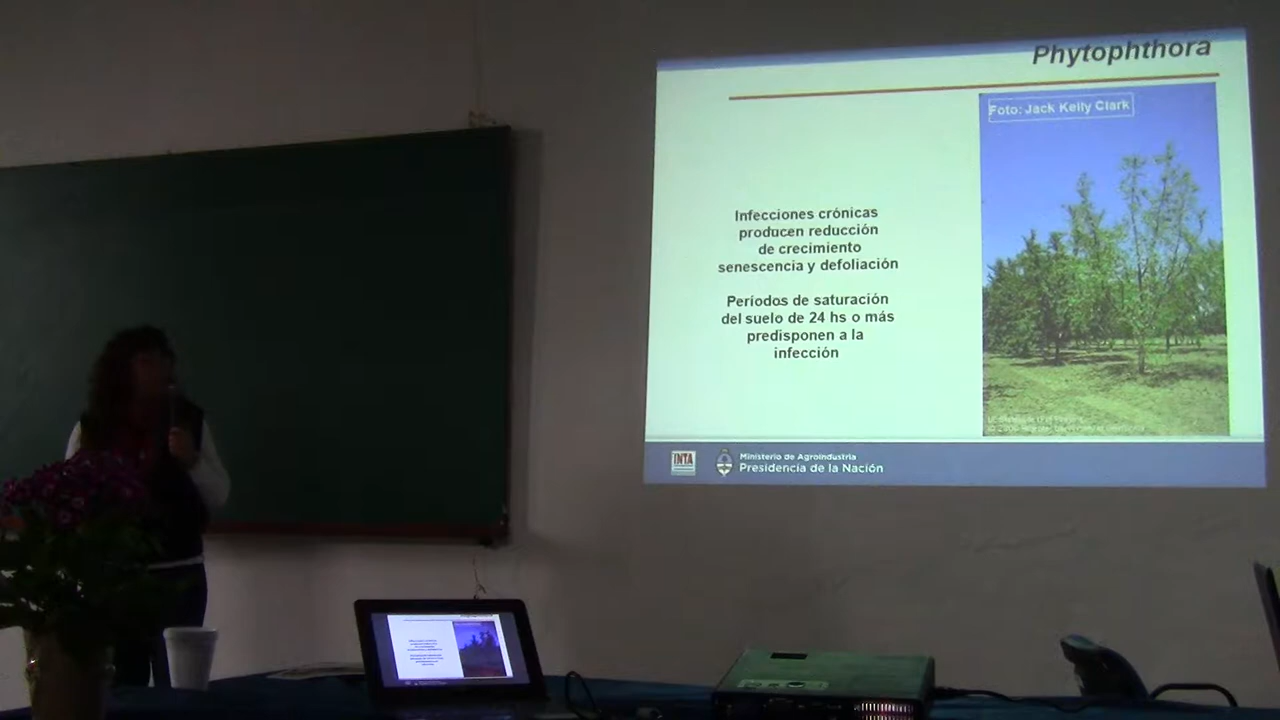 Phytophthora
Foto: Jack Kelly Clark
Infecciones crónicas
producen reducción
de crecimiento
senescencia y defoliación
Períodos de saturación
del suelo de 24 hs o más
predisponen a la
infección
INTA
Ministerio de Agroindustria
Presidencia de la Nación